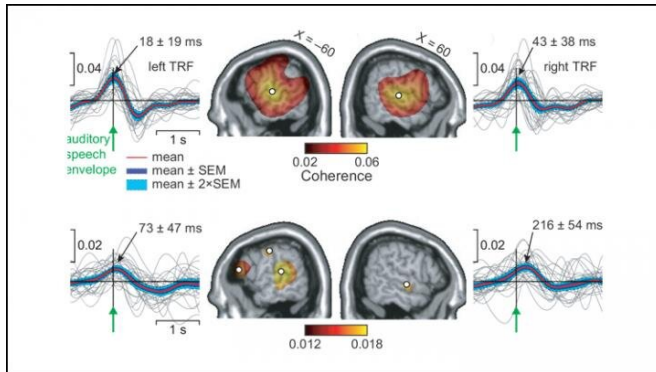 18 ± 19 ms
0.04
left TRF
X = –60
X = 60
43 ± 38 ms
0.04
right TRF
auditory
speech
envelope
1 s
mean
mean ± SEM
mean ± 2×SEM
0.02 0.06
Coherence
73 ± 47 ms
0.02
216 ± 54 ms
0.02
1 s
0.012 0.018